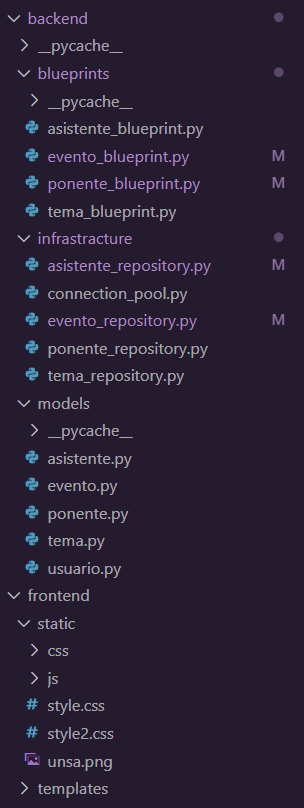 backend
__pycache__
blueprints
__pycache__
asistente_blueprint.py
evento_blueprint.py M
ponente_blueprint.py M
tema_blueprint.py
infrastracture
asistente_repository.py M
connection_pool.py
evento_repository.py M
ponente_repository.py
tema_repository.py
models
__pycache__
asistente.py
evento.py
ponente.py
tema.py
usuario.py
frontend
static
css
js
# style.css
# style2.css
unsa.png
templates